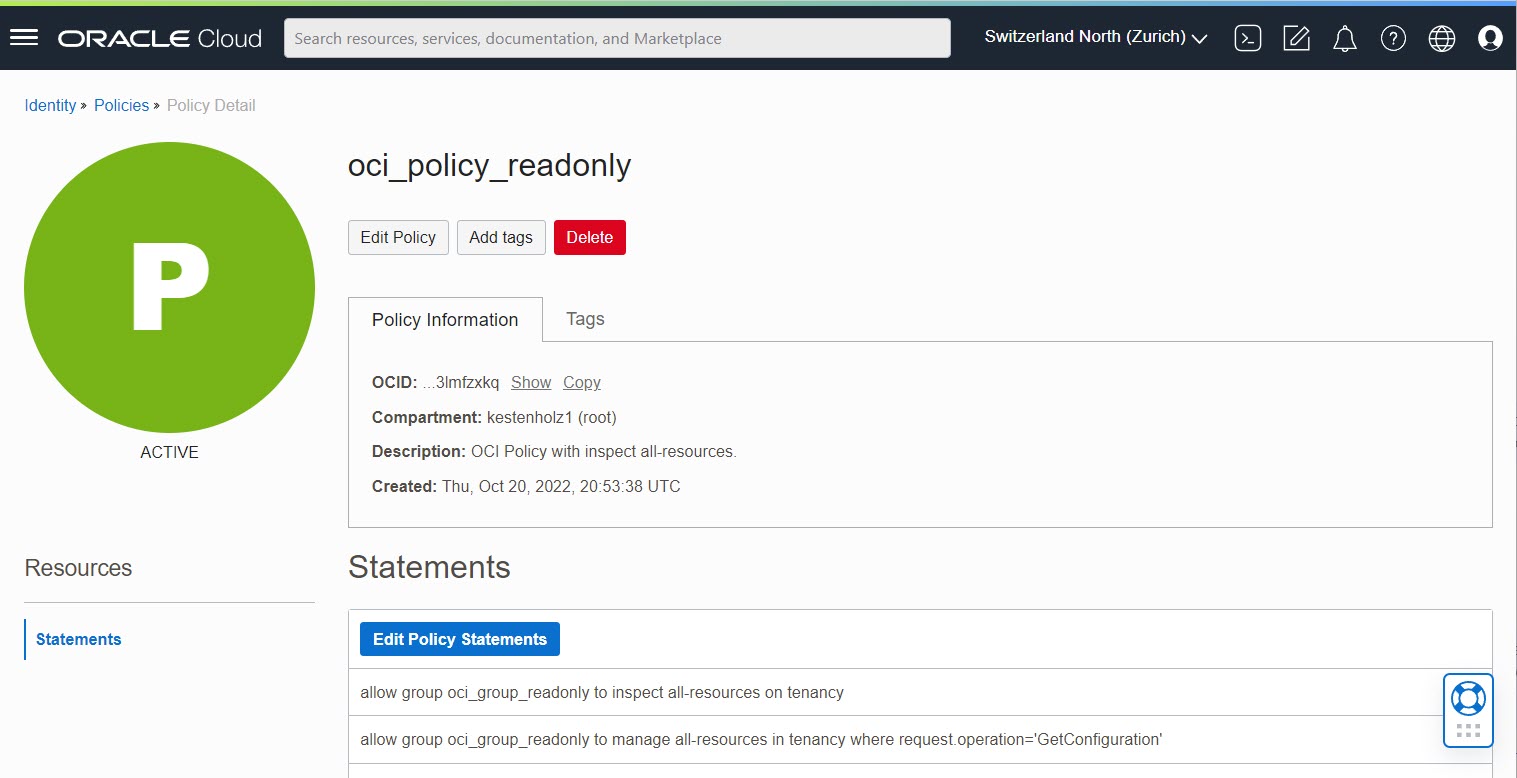 ORACLE Cloud
Search resources, services, documentation, and Marketplace
Switzerland North (Zurich)
Identity » Policies » Policy Detail
P
ACTIVE
oci_policy_readonly
Edit Policy
Add tags
Delete
Policy Information
Tags
OCID: ...3lmfzxkq Show Copy
Compartment: kestenholz1 (root)
Description: OCI Policy with inspect all-resources.
Created: Thu, Oct 20, 2022, 20:53:38 UTC
Resources
Statements
Statements
Edit Policy Statements
allow group oci_group_readonly to inspect all-resources on tenancy
allow group oci_group_readonly to manage all-resources in tenancy where request.operation='GetConfiguration'